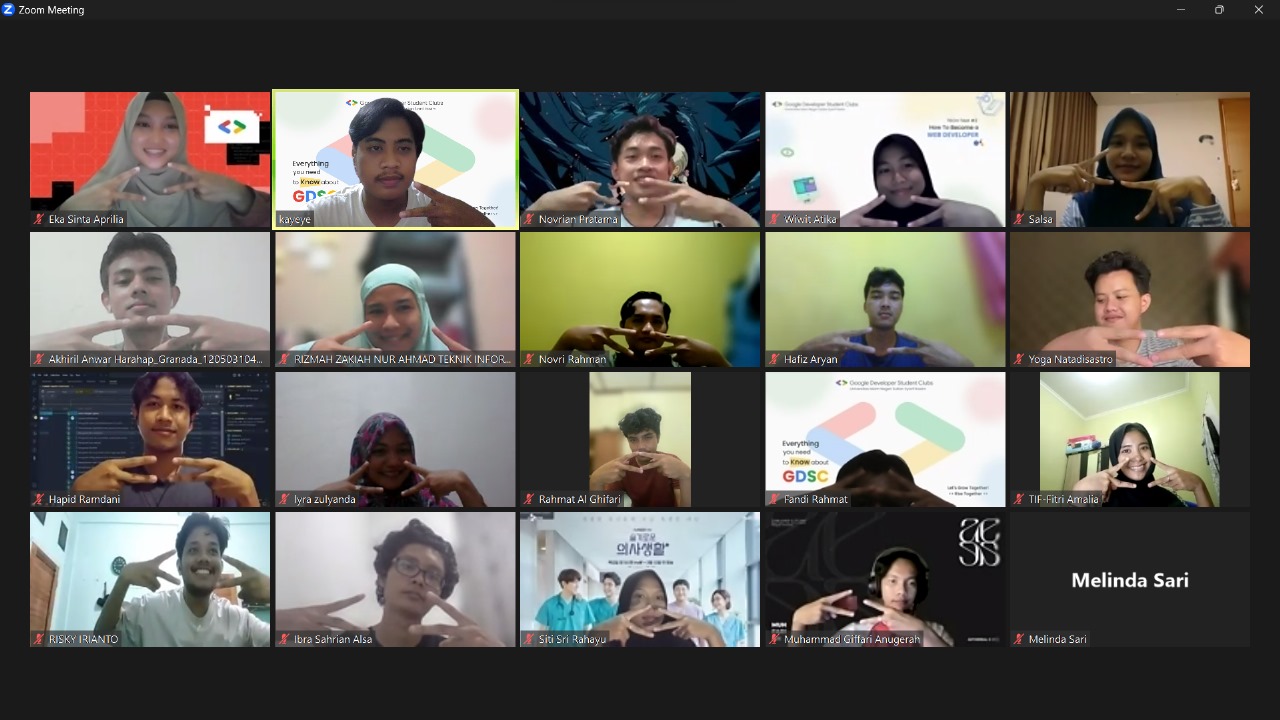 Zoom Meeting
Eka Sinta Aprilia
Everything
you need
to Know about
GDSC
kayeye
Novrian Pratama
Google Developer Student Clubs
How To Become a
WEB DEVELOPER
Wiwit Atika
Salsa
Akhiril Anwar Harahap_Granada_120503104...
RIZMAH ZAKIAH NUR AHMAD TEKNIK INFOR...
Novri Rahman
Hafiz Aryan
Yoga Natadisastro
Hapid Ramdani
Iyra zulyanda
Rahmat Al Ghifari
Google Developer Student Clubs
Everything
you need
to Know about
GDSC
Let's Grow Together!
Fandi Rahmat
TIF-Fitri Amalia
RISKY IRIANTO
Ibra Sahrian Alsa
슬기로운
의사생활
Siti Sri Rahayu
Muhammad Giffari Anugerah
Melinda Sari
Melinda Sari